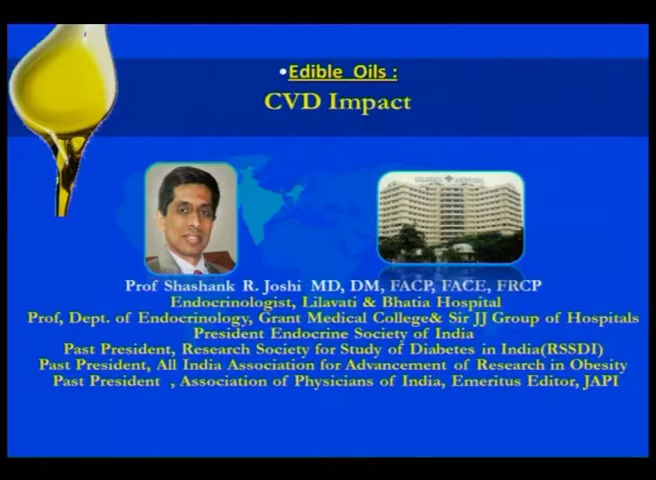 •Edible Oils :
CVD Impact
Prof Shashank R. Joshi MD, DM, FACP, FACE, FRCP
Endocrinologist, Lilavati & Bhatia Hospital
Prof, Dept. of Endocrinology, Grant Medical College& Sir JJ Group of Hospitals
President Endocrine Society of India
Past President, Research Society for Study of Diabetes in India(RSSDI)
Past President, All India Association for Advancement of Research in Obesity
Past President , Association of Physicians of India, Emeritus Editor, JAPI